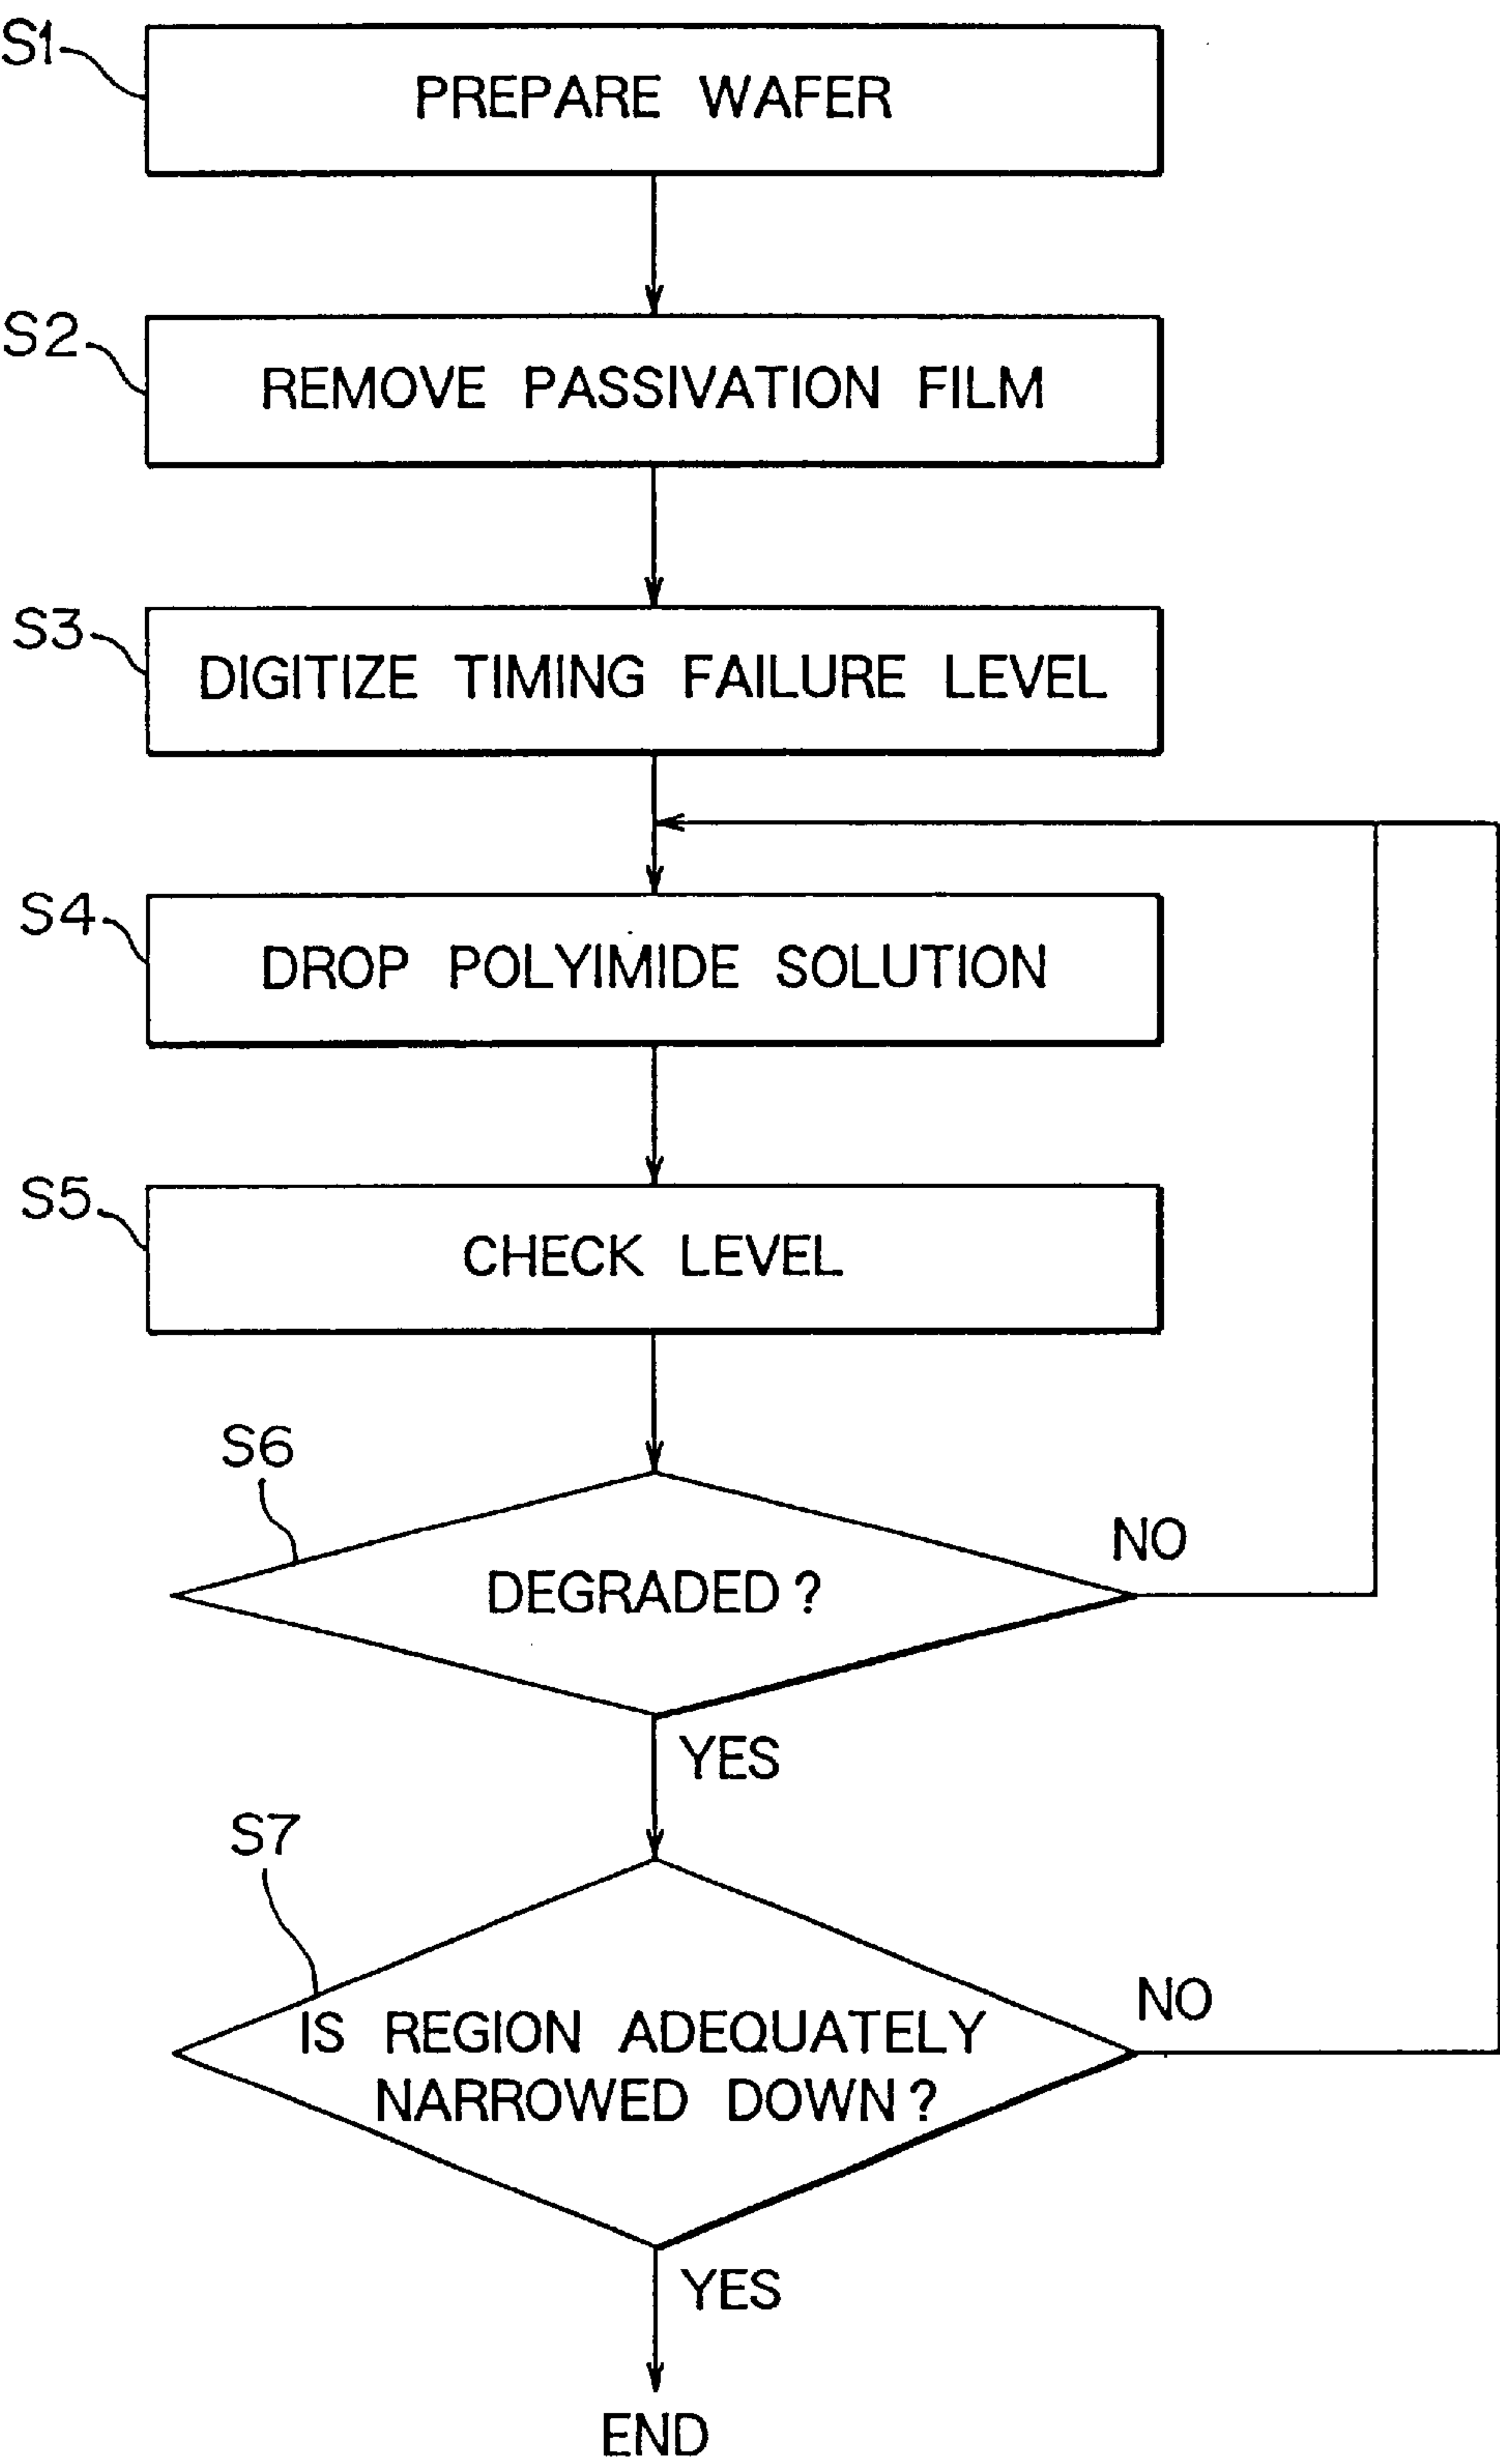 S1
PREPARE WAFER
S2
REMOVE PASSIVATION FILM
S3
DIGITIZE TIMING FAILURE LEVEL
S4
DROP POLYIMIDE SOLUTION
S5
CHECK LEVEL
S6
NO
DEGRADED?
YES
S7
NO
IS REGION ADEQUATELY
NARROWED DOWN?
YES
END